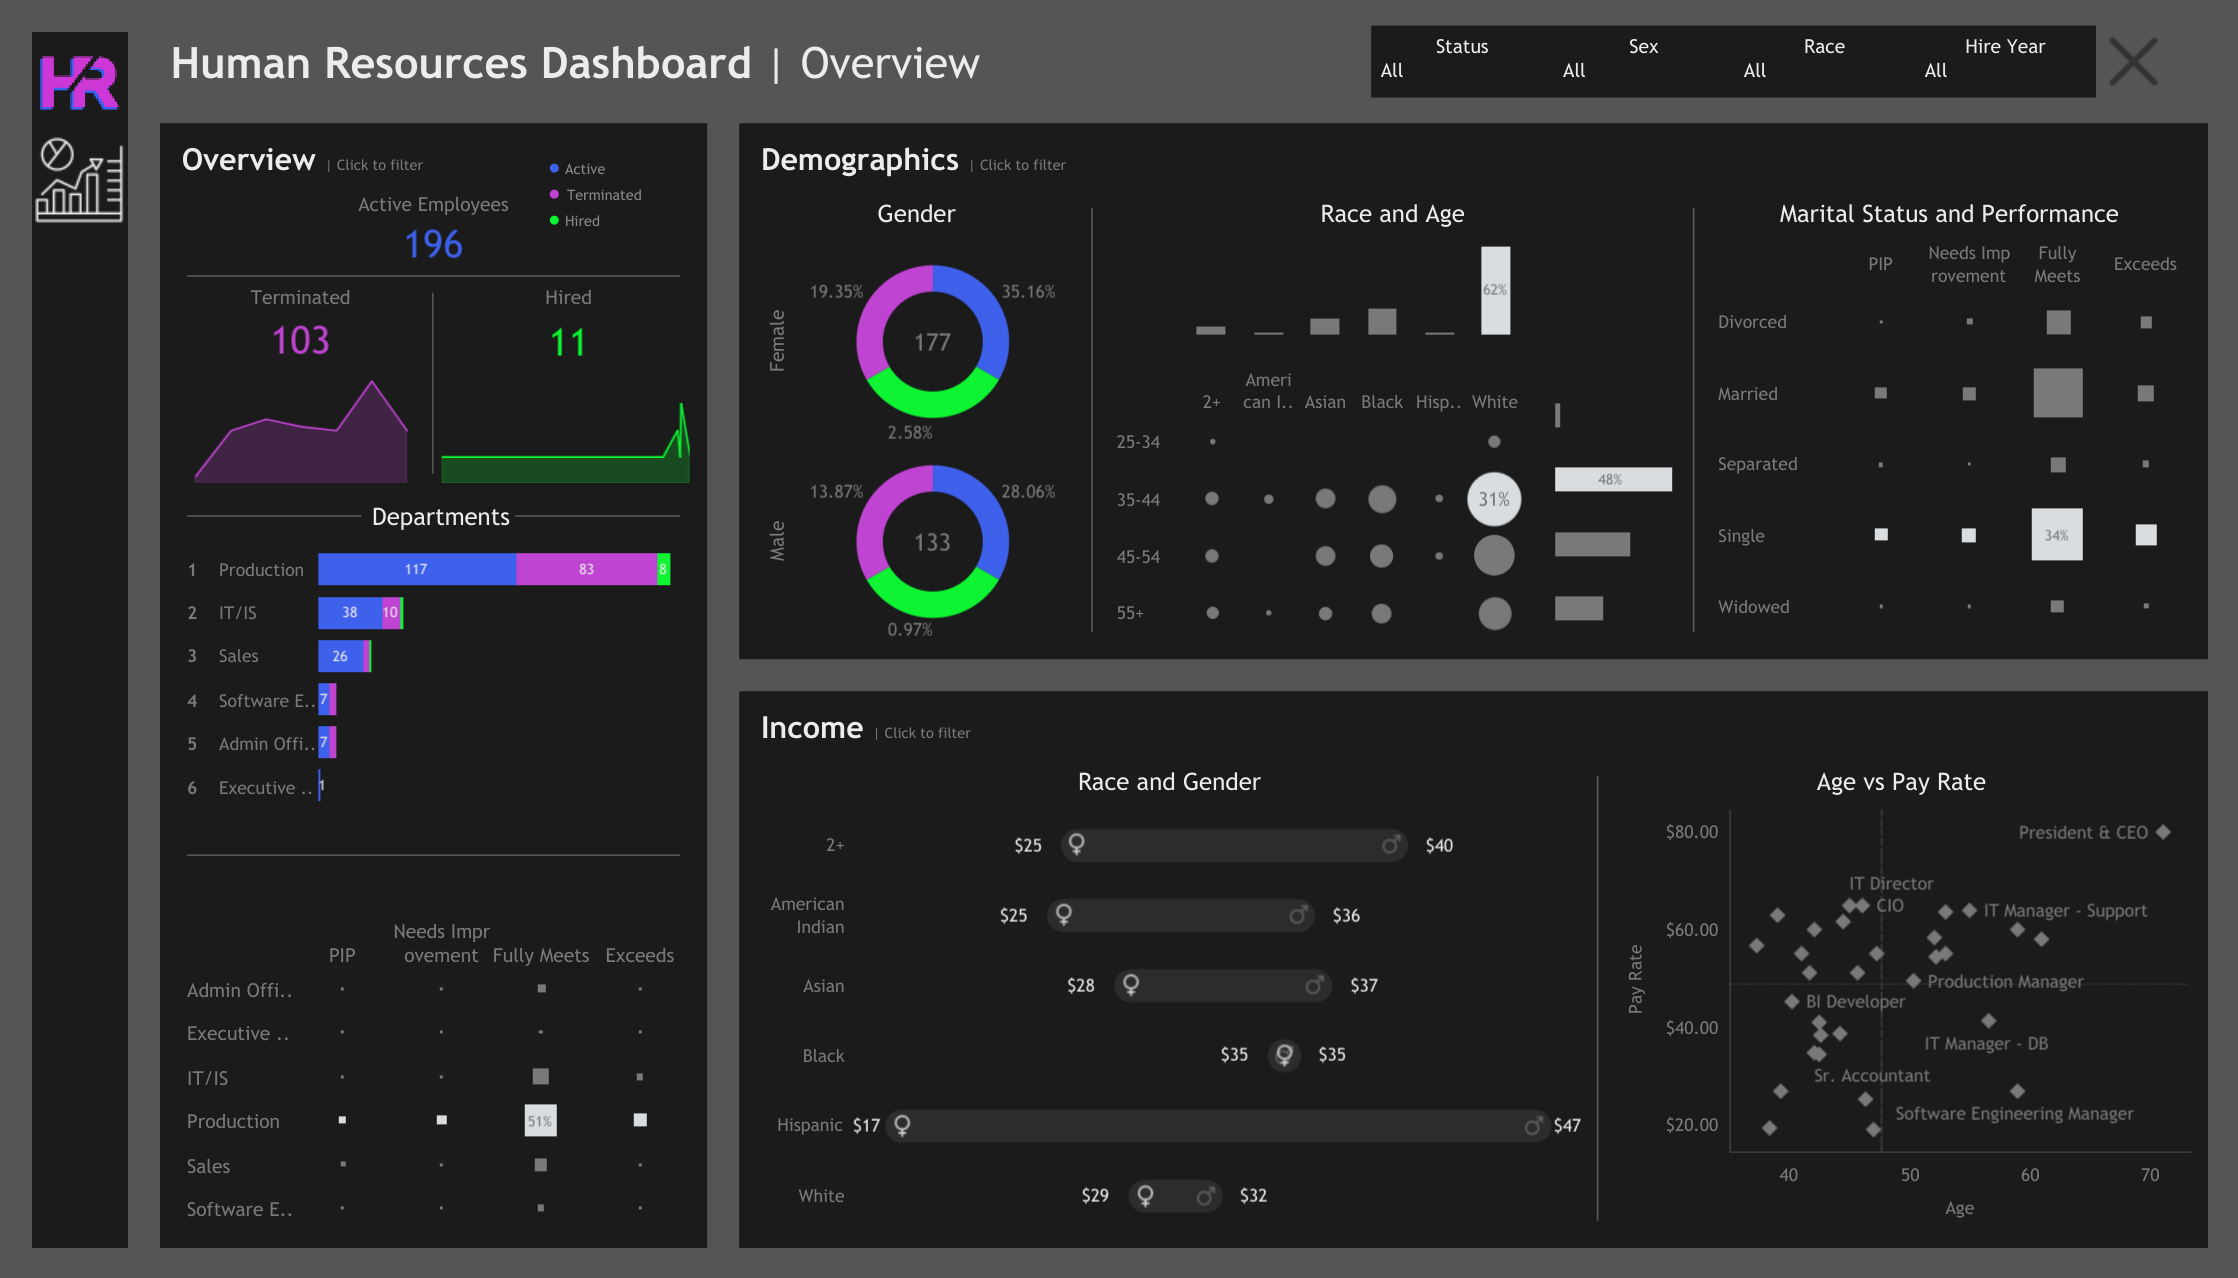 HR
Human Resources Dashboard | Overview
Status
Sex
Race
Hire Year
All
All
All
All
Overview | Click to filter
Active
Terminated
Hired
Active Employees
196
Terminated
Hired
103
11
Departments
1 Production 117 83 8
2 IT/IS 38 10
3 Sales 26
4 Software E.. 7
5 Admin Offi.. 7
6 Executive .. 1
Needs Impr
PIP ovement Fully Meets Exceeds
Admin Offi..
Executive ..
IT/IS
Production 51%
Sales
Software E..
Demographics | Click to filter
Gender
Female
19.35% 35.16%
177
2.58%
Male
13.87% 28.06%
133
0.97%
Race and Age
62%
Ameri
2+ can I.. Asian Black Hisp.. White
25-34
35-44 31% 48%
45-54
55+
Marital Status and Performance
PIP
Needs Imp
rovement
Fully
Meets
Exceeds
Divorced
Married
Separated
Single 34%
Widowed
Income | Click to filter
Race and Gender
2+ $25 $40
American
Indian
$25 $36
Asian $28 $37
Black $35 $35
Hispanic $17 $47
White $29 $32
Age vs Pay Rate
Pay Rate
$80.00
$60.00
$40.00
$20.00
President & CEO
IT Director
CIO
IT Manager - Support
Production Manager
BI Developer
IT Manager - DB
Sr. Accountant
Software Engineering Manager
40 50 60 70
Age